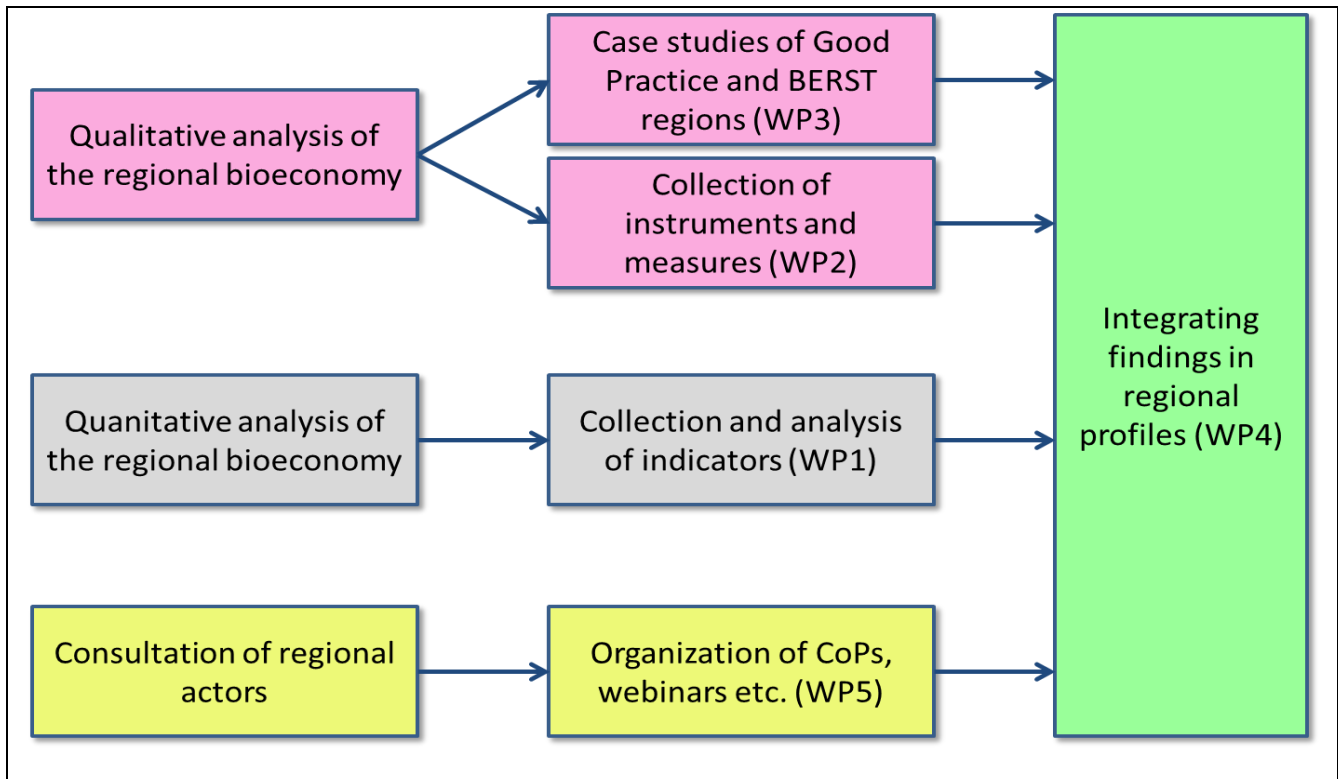 Qualitative analysis of
the regional bioeconomy
Case studies of Good
Practice and BERST
regions (WP3)
Collection of
instruments and
measures (WP2)
Quanitative analysis of
the regional bioeconomy
Collection and analysis
of indicators (WP1)
Consultation of regional
actors
Organization of CoPs,
webinars etc. (WP5)
Integrating
findings in
regional
profiles (WP4)